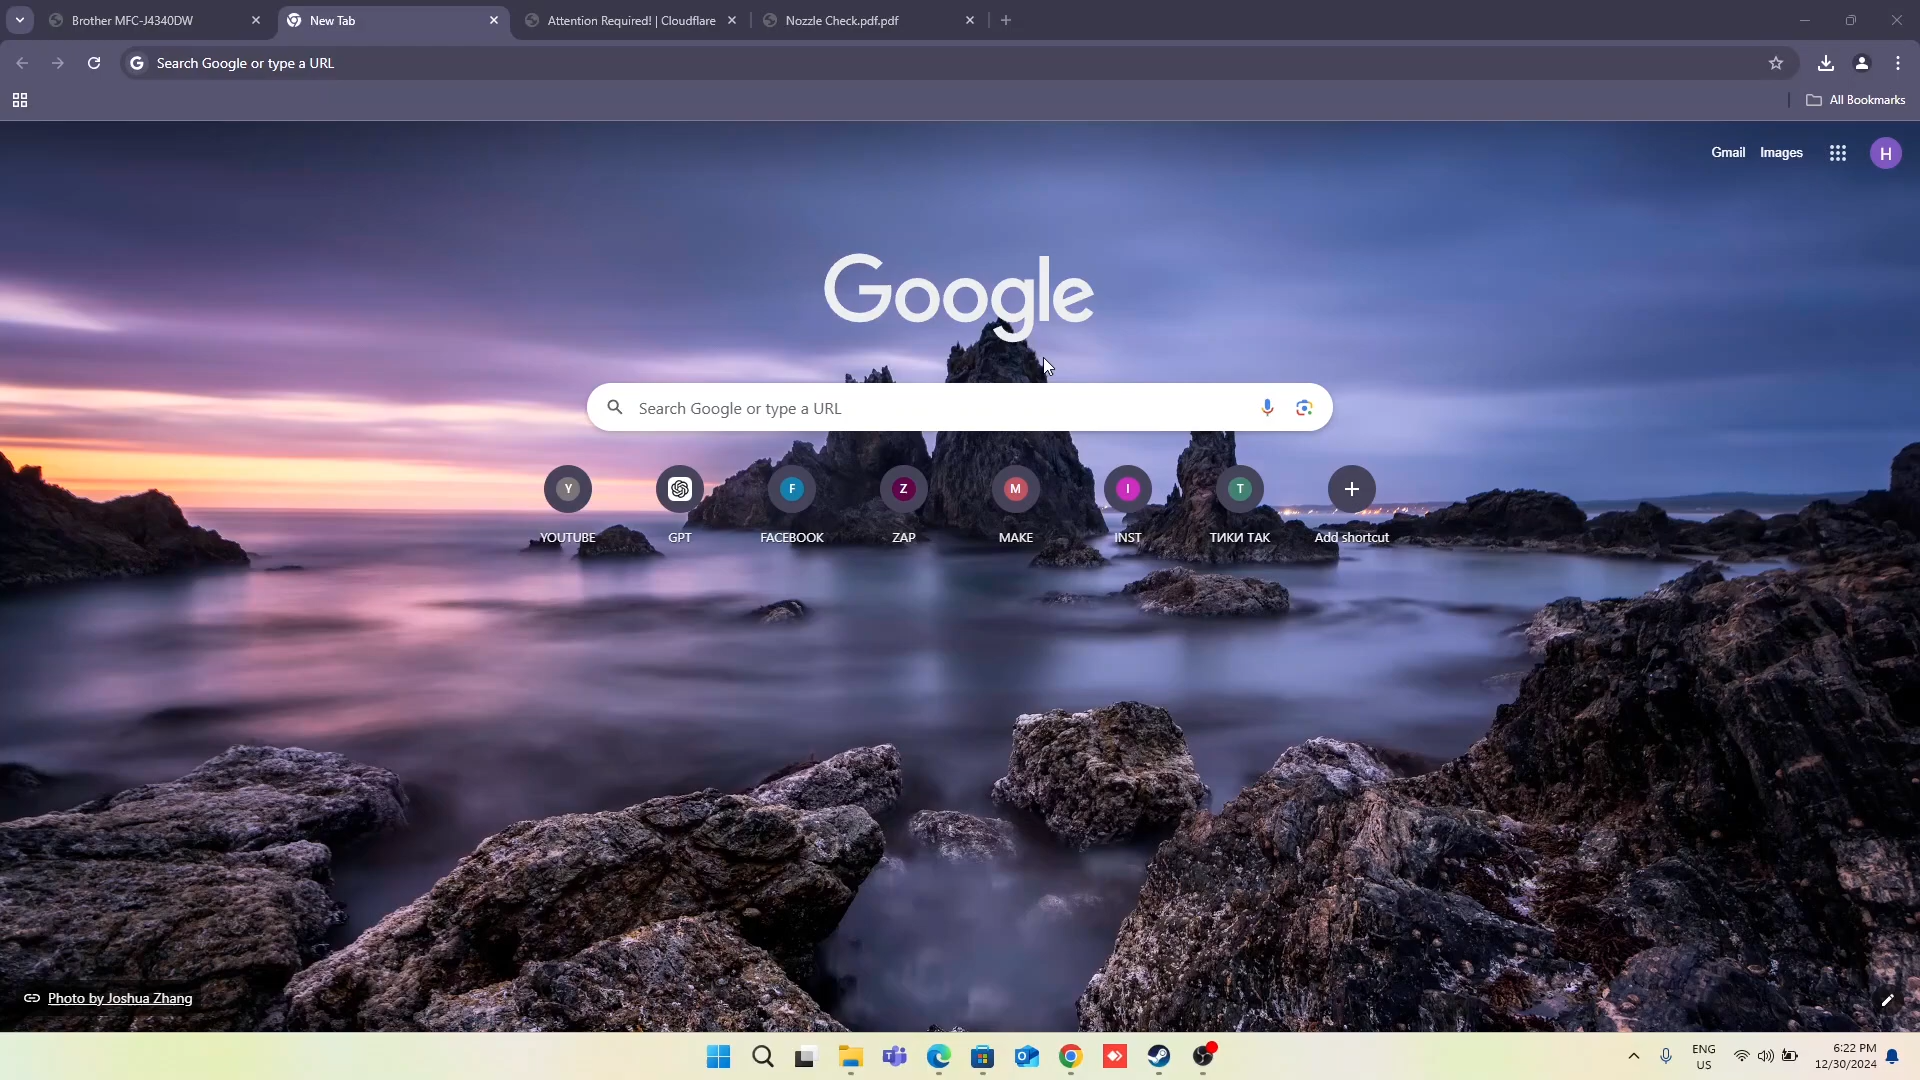 Brother MFC-J4340DW
New Tab
Attention Required! | Cloudflare
Nozzle Check.pdf.pdf
Search Google or type a URL
All Bookmarks
Gmail
Images
H
Google
Search Google or type a URL
Y
F
Z
M
I
T
YOUTUBE
GPT
FACEBOOK
ZAP
MAKE
INST
ТИКИ ТАК
Add shortcut
Photo by Joshua Zhang
ENG
US
6:22 PM
12/30/2024